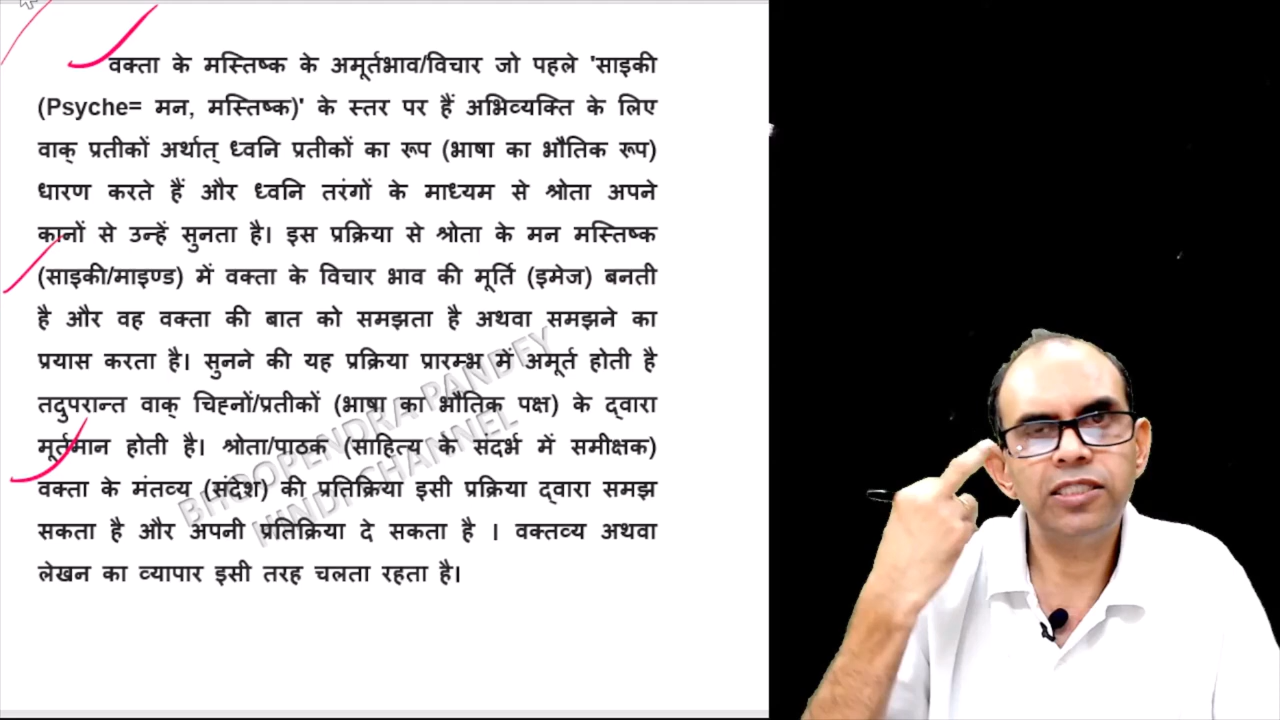 वक्ता के मस्तिष्क के अमूर्तभाव/विचार जो पहले 'साइकी
(Psyche= मन, मस्तिष्क)' के स्तर पर हैं अभिव्यक्ति के लिए
वाक् प्रतीकों अर्थात् ध्वनि प्रतीकों का रूप (भाषा का भौतिक रूप)
धारण करते हैं और ध्वनि तरंगों के माध्यम से श्रोता अपने
कानों से उन्हें सुनता है। इस प्रक्रिया से श्रोता के मन मस्तिष्क
(साइकी/माइण्ड) में वक्ता के विचार भाव की मूर्ति (इमेज) बनती
है और वह वक्ता की बात को समझता है अथवा समझने का
प्रयास करता है। सुनने की यह प्रक्रिया प्रारम्भ में अमूर्त होती है
तदुपरान्त वाक् चिह्नों/प्रतीकों (भाषा का भौतिक पक्ष) के द्वारा
मूर्तमान होती है। श्रोता/पाठक (साहित्य के संदर्भ में समीक्षक)
वक्ता के मंतव्य (संदेश) की प्रतिक्रिया इसी प्रक्रिया द्वारा समझ
सकता है और अपनी प्रतिक्रिया दे सकता है । वक्तव्य अथवा
लेखन का व्यापार इसी तरह चलता रहता है।
BHOOPENDRA PANDEY
HINDI CHANNEL